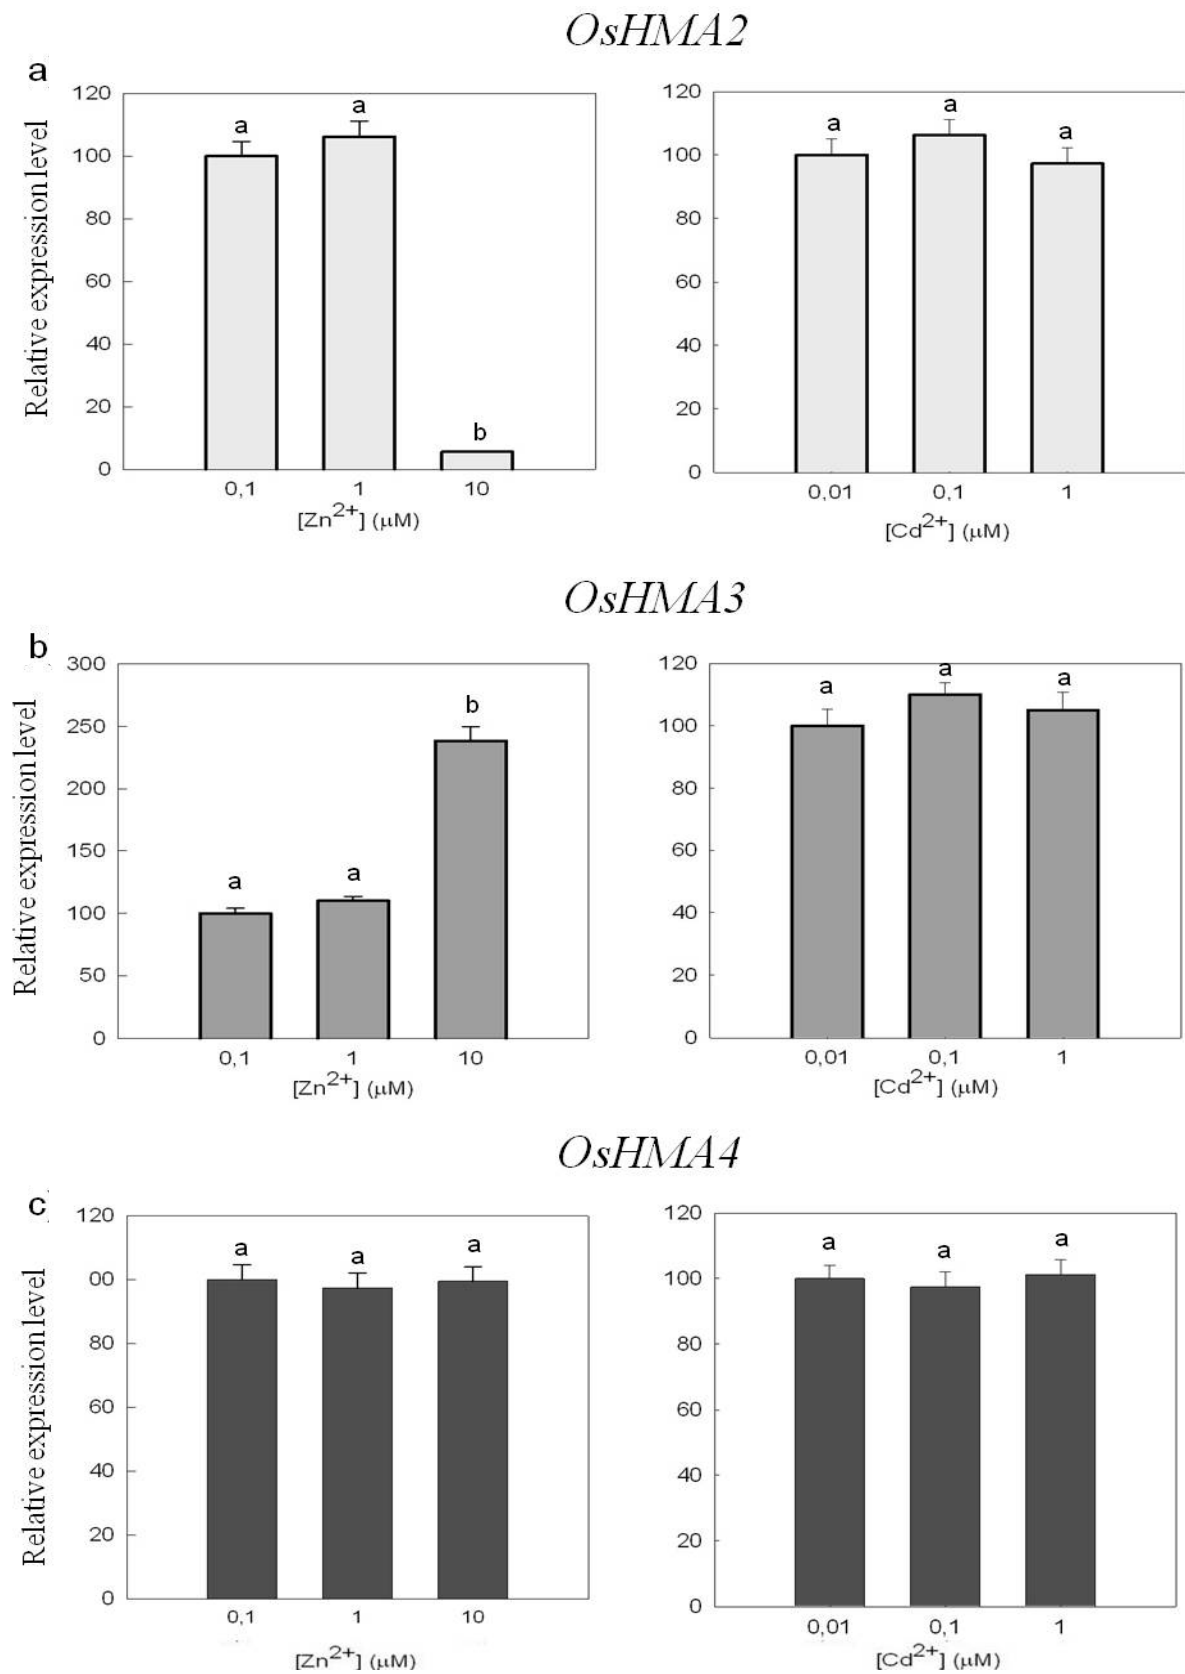 OsHMA2
a
Relative expression level
120
100
80
60
40
20
0
a
a
b
0,1 1 10
[Zn2+] (μM)
120
100
80
60
40
20
0
a
a
a
0,01 0,1 1
[Cd2+] (μM)
OsHMA3
b
Relative expression level
300
250
200
150
100
50
0
a
a
b
0,1 1 10
[Zn2+] (μM)
120
100
80
60
40
20
0
a
a
a
0,01 0,1 1
[Cd2+] (μM)
OsHMA4
c
Relative expression level
120
00
80
60
40
20
0
a
a
a
0,1 1 10
[Zn2+] (μM)
120
100
80
60
40
20
0
a
a
a
0,01 0,1 1
[Cd2+] (μM)